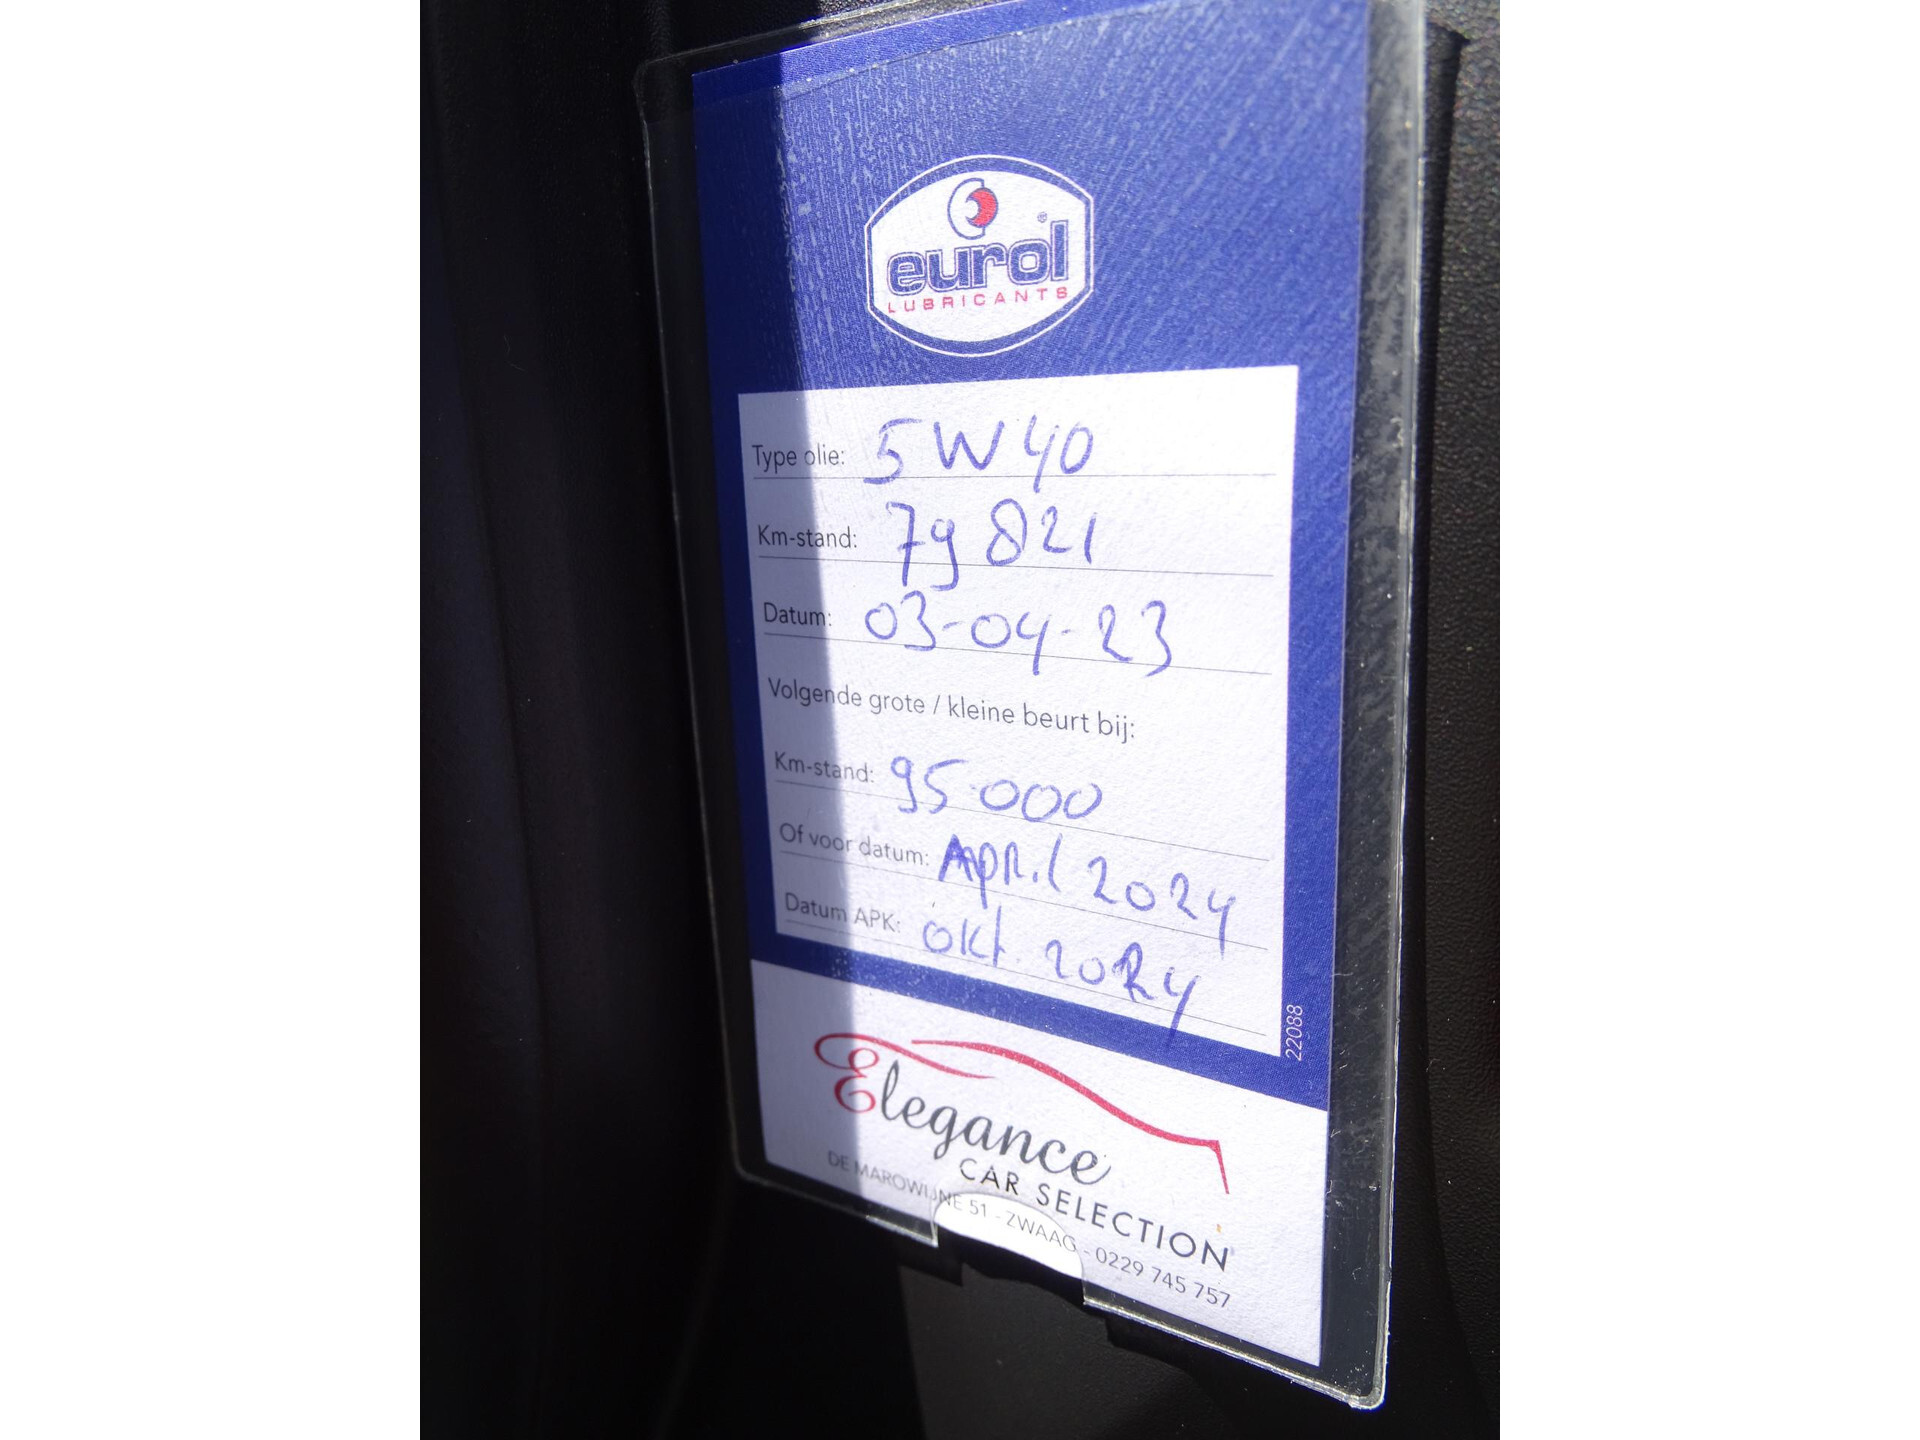 eurol®
LUBRICANTS
Type olie: 5W40
Km-stand: 79821
Datum: 03-04-23
Volgende grote / kleine beurt bij:
Km-stand: 95.000
Of voor datum: April 2024
Datum APK: okt. 2024
22088
Elegance
CAR SELECTION
DE MAROWIJNE 51 - ZWAAG - 0229 745 757